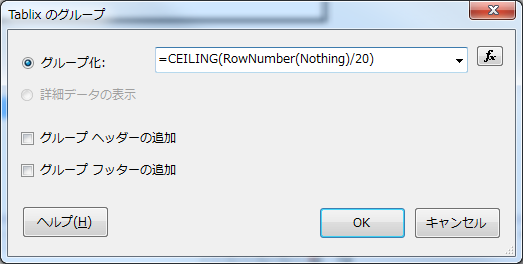 Tablix のグループ
グループ化: =CEILING(RowNumber(Nothing)/20) fx
詳細データの表示
グループ ヘッダーの追加
グループ フッターの追加
ヘルプ(H) OK キャンセル